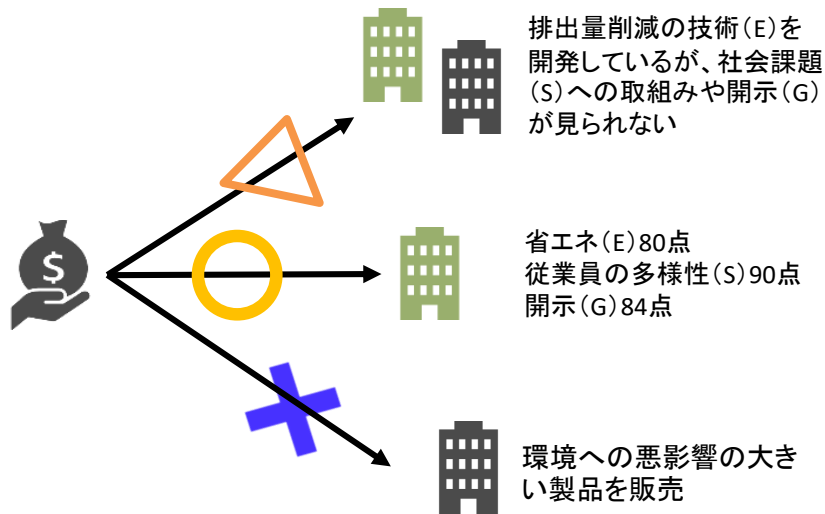 排出量削減の技術(E)を
開発しているが、社会課題
(S)への取組みや開示(G)
が見られない
$
省エネ(E)80点
従業員の多様性(S)90点
開示(G)84点
環境への悪影響の大き
い製品を販売